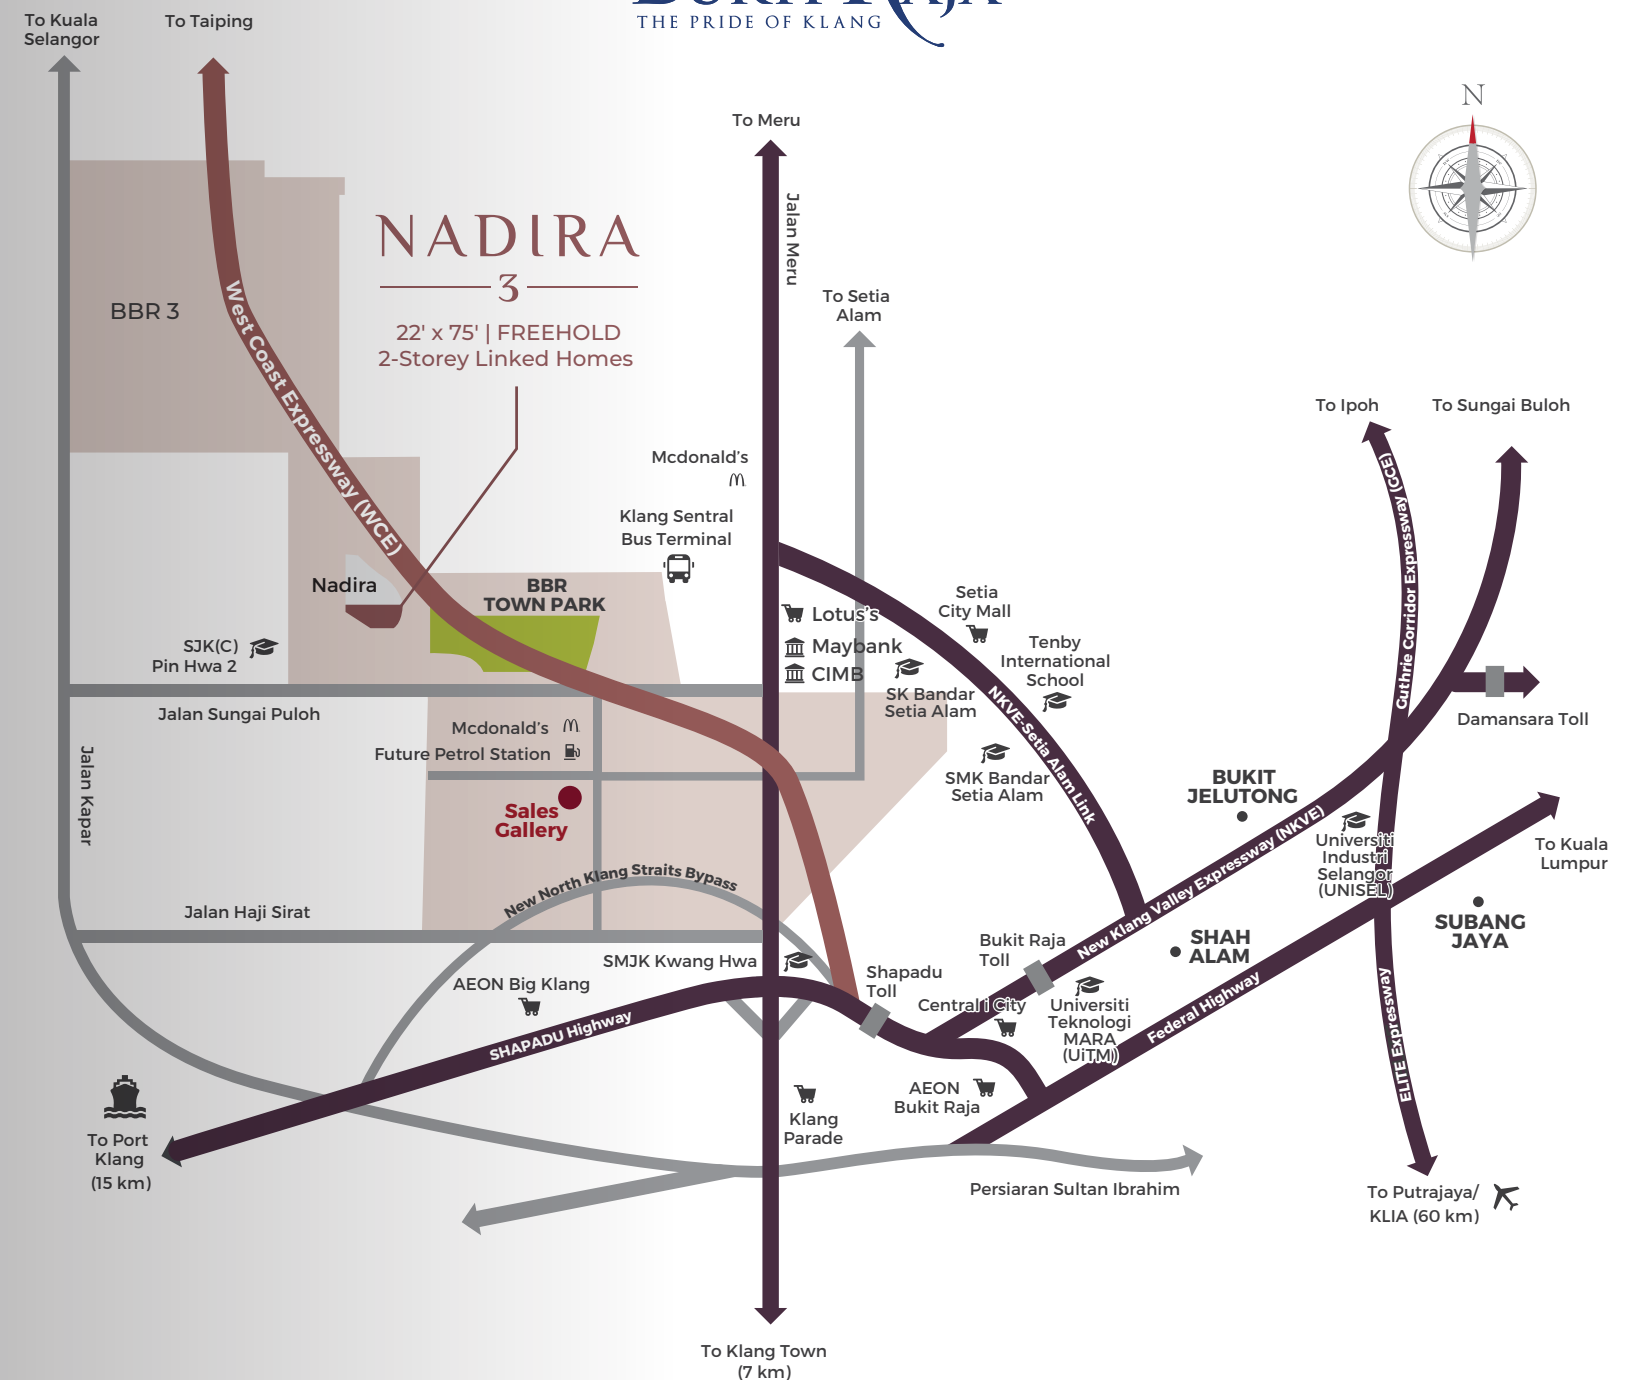 BUKIT RAJA
THE PRIDE OF KLANG
To Kuala
Selangor
To Taiping
N
To Meru
Jalan Meru
NADIRA
3
22' x 75' | FREEHOLD
2-Storey Linked Homes
BBR 3
West Coast Expressway (WCE)
To Setia
Alam
To Ipoh
To Sungai Buloh
Guthrie Corridor Expressway (CCE)
Mcdonald's
Klang Sentral
Bus Terminal
Nadira
BBR
TOWN PARK
Lotus's
Maybank
CIMB
Setia
City Mall
Tenby
International
School
SJK(C)
Pin Hwa 2
SK Bandar
Setia Alam
NKVE-Setia Alam Link
Jalan Sungai Puloh
Mcdonald's
Future Petrol Station
Damansara Toll
Jalan Kapar
SMK Bandar
Setia Alam
BUKIT
JELUTONG
Sales
Gallery
New Klang Valley Expressway (NKVE)
Universiti
Industri
Selangor
(UNISEL)
To Kuala
Lumpur
New North Klang Straits Bypass
Jalan Haji Sirat
SUBANG
JAYA
SHAH
ALAM
Bukit Raja
Toll
SMJK Kwang Hwa
Shapadu
Toll
AEON Big Klang
Central i City
Universiti
Teknologi
MARA
(UiTM)
Federal Highway
ELITE Expressway
SHAPADU Highway
AEON
Bukit Raja
Klang
Parade
To Port
Klang
(15 km)
Persiaran Sultan Ibrahim
To Putrajaya/
KLIA (60 km)
To Klang Town
(7 km)